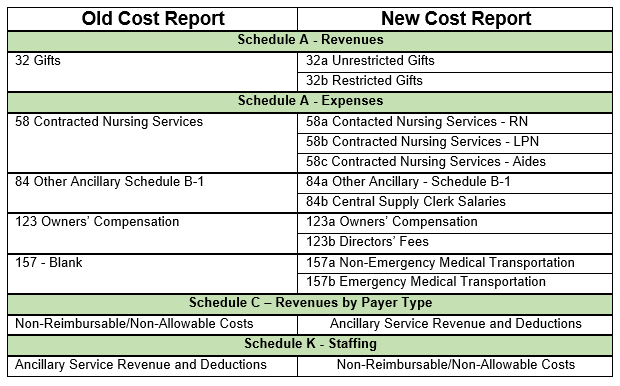 Old Cost Report New Cost Report
Schedule A - Revenues
32 Gifts 32a Unrestricted Gifts
32b Restricted Gifts
Schedule A - Expenses
58 Contracted Nursing Services 58a Contacted Nursing Services - RN
58b Contracted Nursing Services - LPN
58c Contracted Nursing Services - Aides
84 Other Ancillary Schedule B-1 84a Other Ancillary - Schedule B-1
84b Central Supply Clerk Salaries
123 Owners’ Compensation 123a Owners’ Compensation
123b Directors’ Fees
157 - Blank 157a Non-Emergency Medical Transportation
157b Emergency Medical Transportation
Schedule C – Revenues by Payer Type
Non-Reimbursable/Non-Allowable Costs Ancillary Service Revenue and Deductions
Schedule K - Staffing
Ancillary Service Revenue and Deductions Non-Reimbursable/Non-Allowable Costs